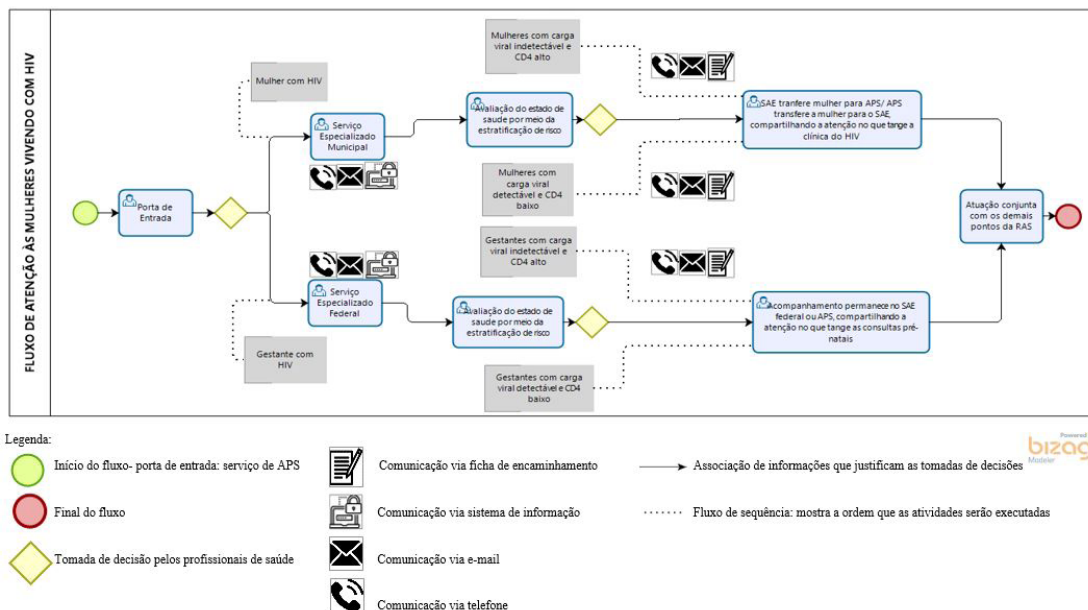 FLUXO DE ATENÇÃO ÀS MULHERES VIVENDO COM HIV
Porta de
Entrada
Mulher com HIV
Serviço
Especializado
Municipal
Avaliação do estado de
saude por meio da
estratificação de risco
Mulheres com carga
viral indetectável e
CD4 alto
SAE tranfere mulher para APS/ APS
transfere a mulher para o SAE,
compartilhando a atenção no que tange a
clínica do HIV
Mulheres com
carga viral
detectável e CD4
baixo
Atuação conjunta
com os demais
pontos da RAS
Gestante com
HIV
Serviço
Especializado
Federal
Avaliação do estado de
saude por meio da
estratificação de risco
Gestantes com carga
viral indetectável e
CD4 alto
Acompanhamento permanece no SAE
federal ou APS, compartilhando a
atenção no que tange as consultas pré-
natais
Gestantes com carga
viral detectável e CD4
baixo
Legenda:
Início do fluxo- porta de entrada: serviço de APS
Final do fluxo
Tomada de decisão pelos profissionais de saúde
Comunicação via ficha de encaminhamento
Comunicação via sistema de informação
Comunicação via e-mail
Comunicação via telefone
Associação de informações que justificam as tomadas de decisões
Fluxo de sequência: mostra a ordem que as atividades serão executadas
Powered
bizag
Modeler